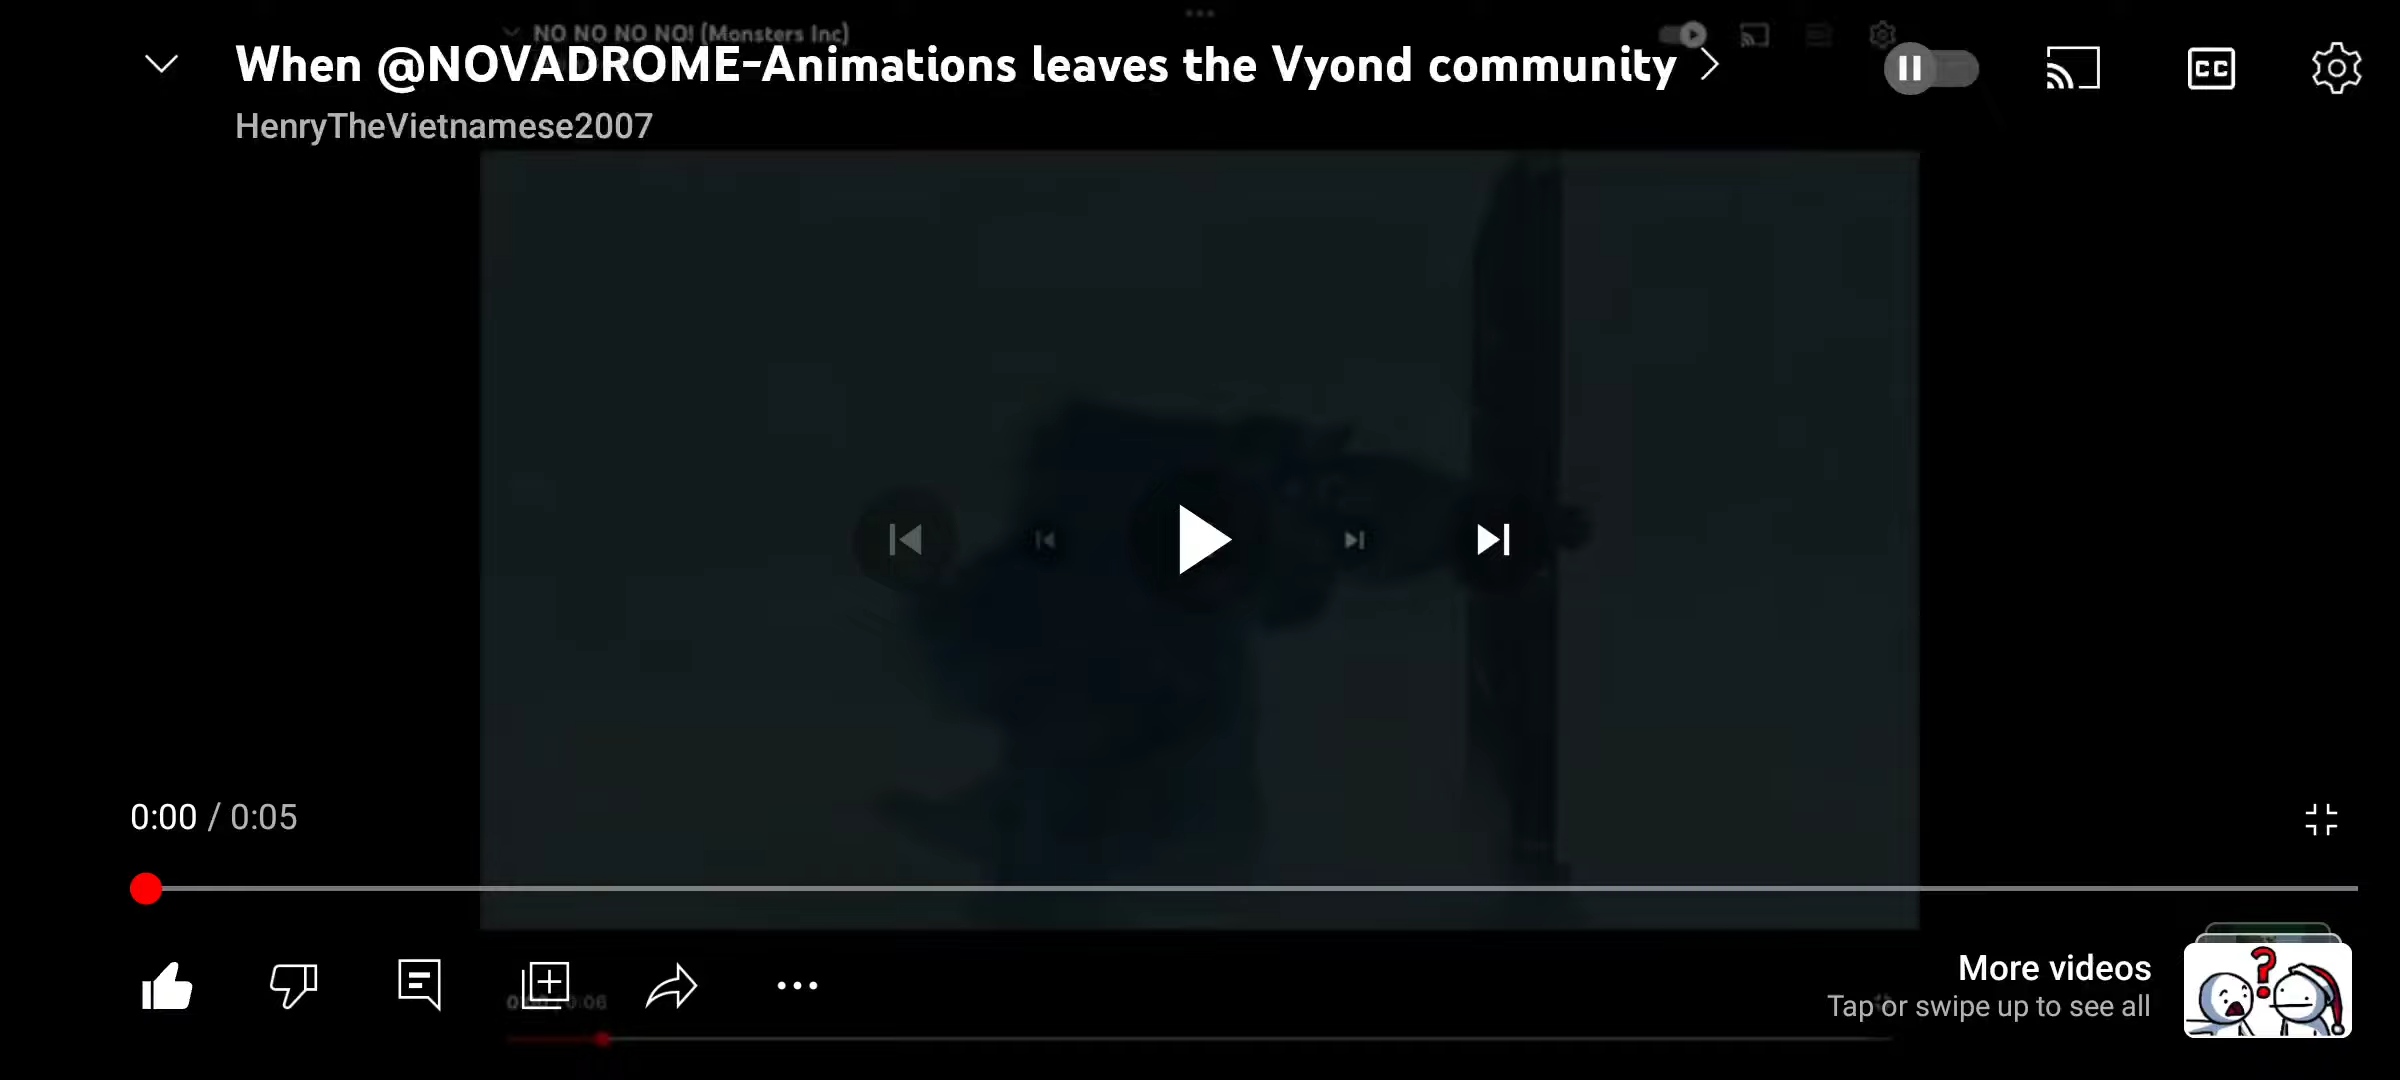 NO NO NO NO! (Monsters Inc)
When @NOVADROME-Animations leaves the Vyond community
CC
HenryTheVietnamese2007
0:00 / 0:05
More videos
Tap or swipe up to see all
?